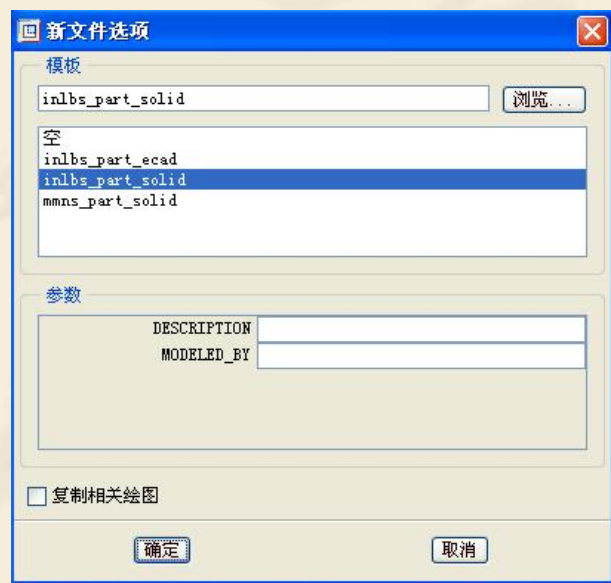 新文件选项
模板
inlbs_part_solid
浏览...
空
inlbs_part_ecad
inlbs_part_solid
mmns_part_solid
参数
DESCRIPTION
MODELED_BY
复制相关绘图
确定 取消